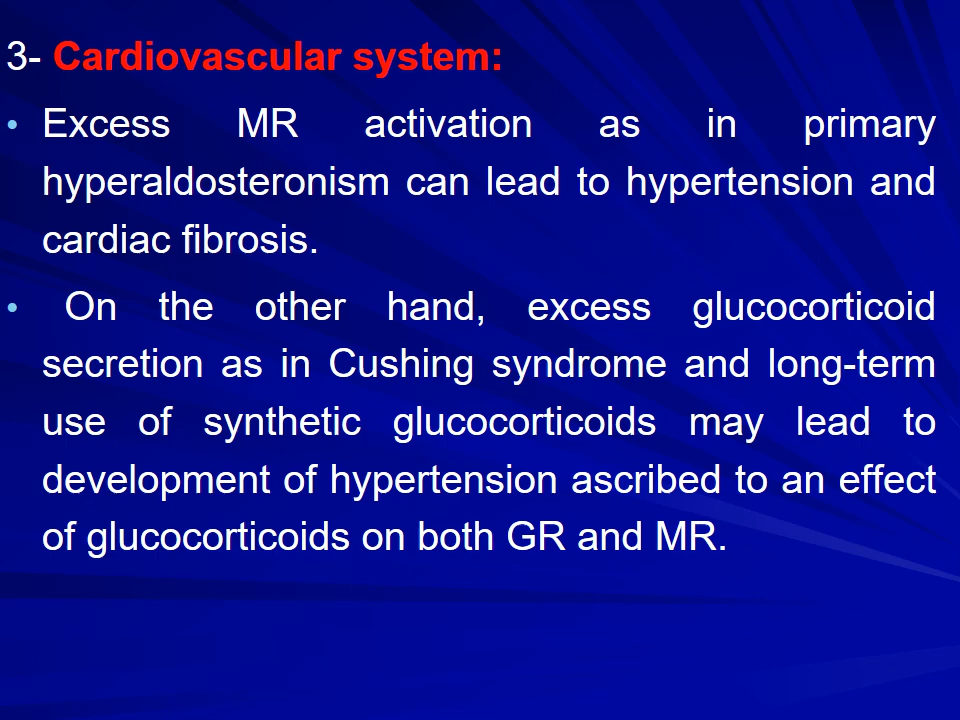 3- Cardiovascular system:
• Excess MR activation as in primary
hyperaldosteronism can lead to hypertension and
cardiac fibrosis.
• On the other hand, excess glucocorticoid
secretion as in Cushing syndrome and long-term
use of synthetic glucocorticoids may lead to
development of hypertension ascribed to an effect
of glucocorticoids on both GR and MR.